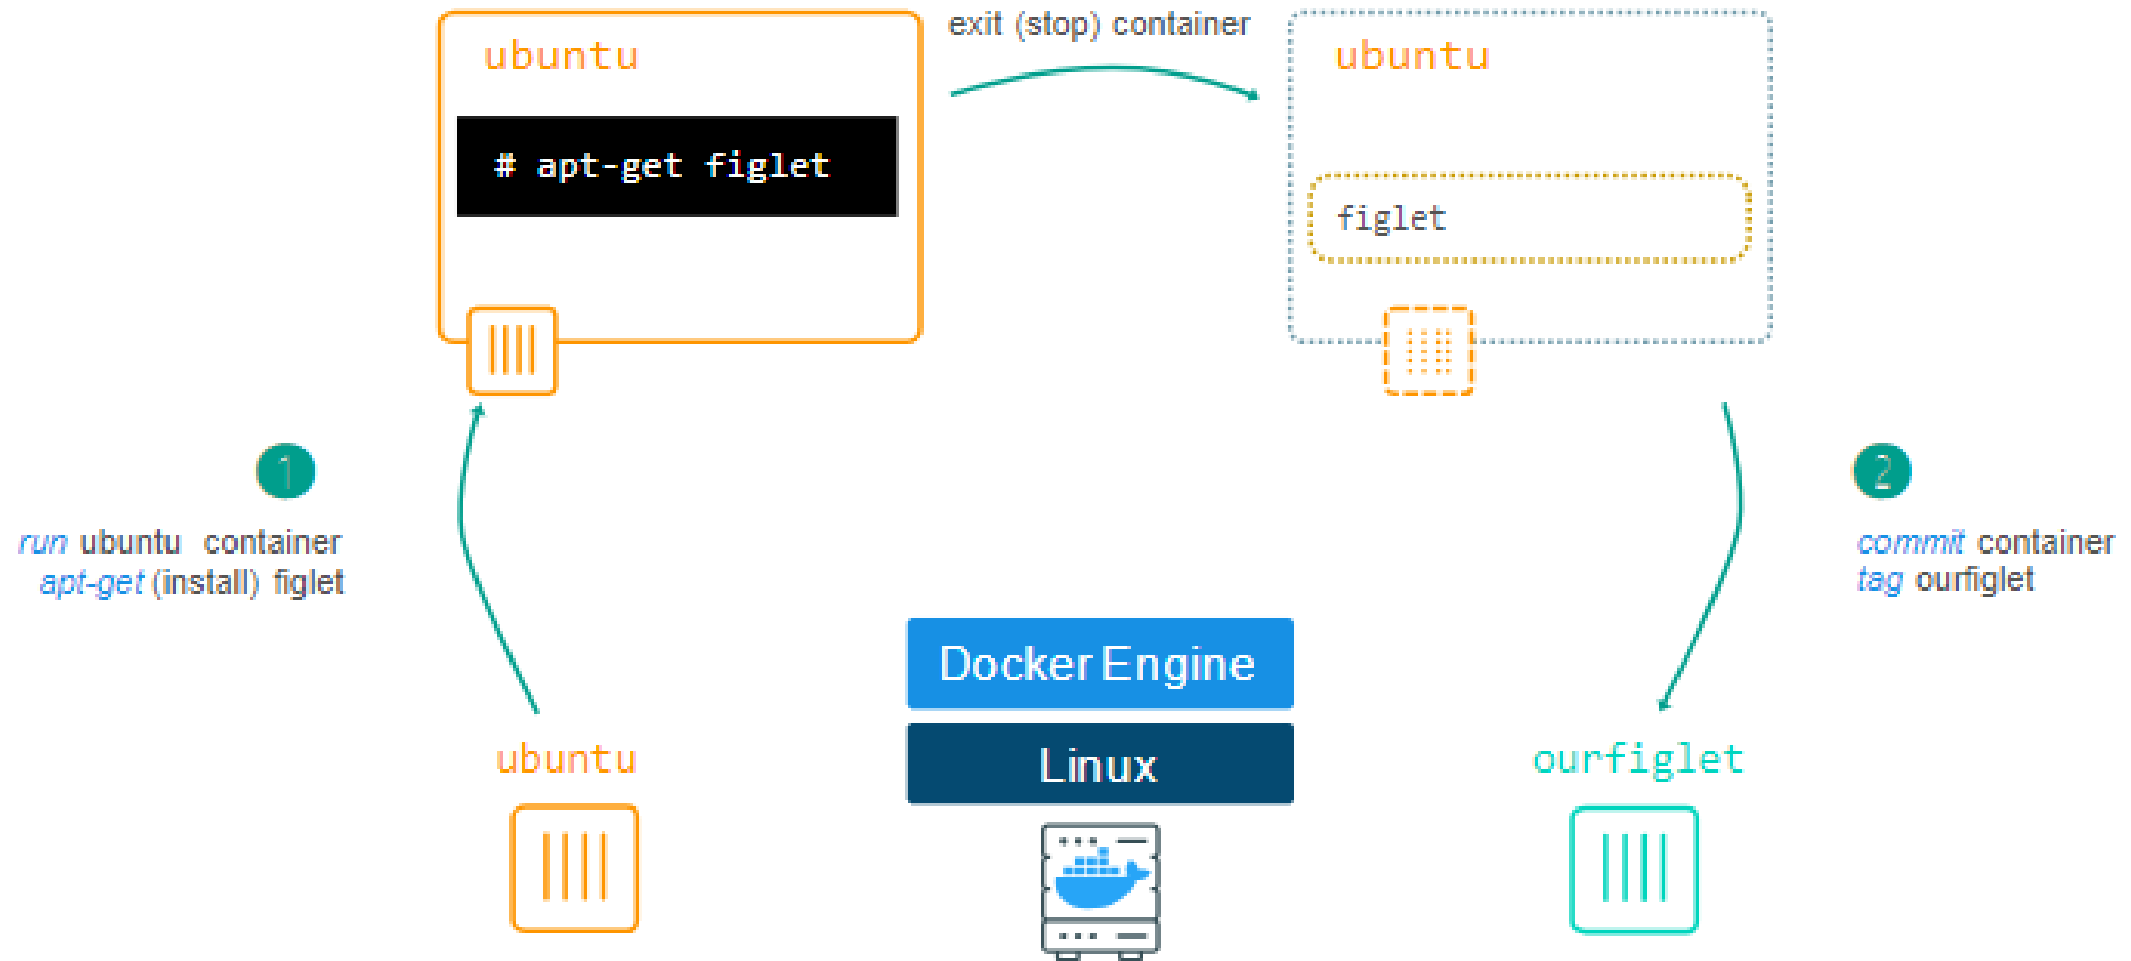 exit (stop) container
ubuntu
# apt-get figlet
ubuntu
figlet
1
run ubuntu container
apt-get (install) figlet
2
commit container
tag ourfiglet
Docker Engine
Linux
ubuntu
ourfiglet